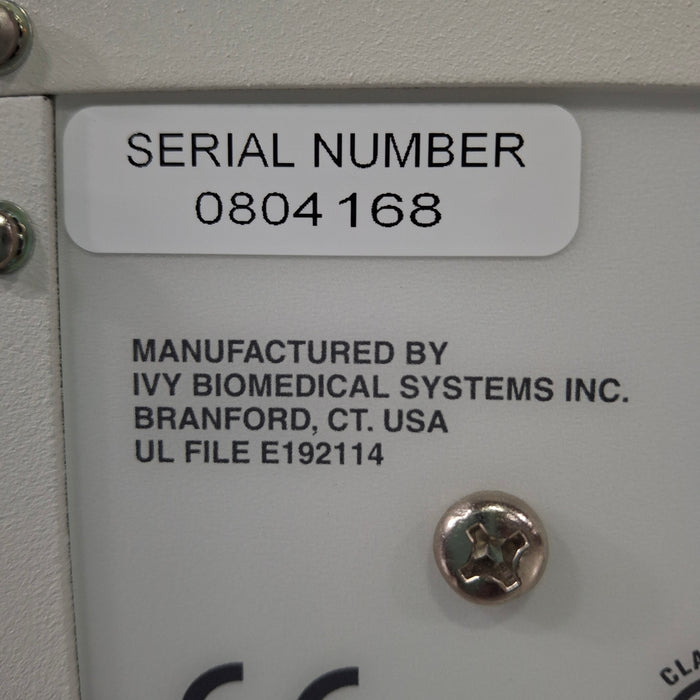 SERIAL NUMBER
0804168
MANUFACTURED BY
IVY BIOMEDICAL SYSTEMS INC.
BRANFORD, CT. USA
UL FILE E192114